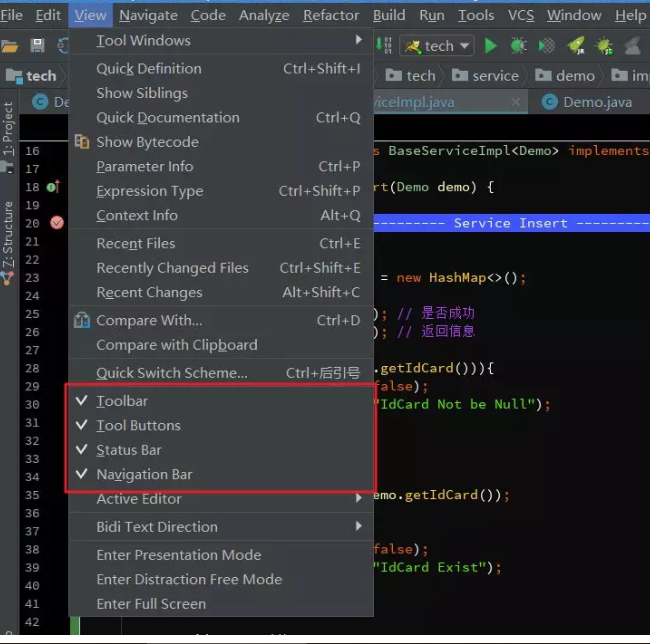 File Edit View Navigate Code Analyze Refactor Build Run Tools VCS Window Help
tech
tech tech service demo
Demo.java
1: Project
Z: Structure
Tool Windows
Quick Definition Ctrl+Shift+I
Show Siblings
Quick Documentation Ctrl+Q
Show Bytecode
Parameter Info Ctrl+P
Expression Type Ctrl+Shift+P
Context Info Alt+Q
Recent Files Ctrl+E
Recently Changed Files Ctrl+Shift+E
Recent Changes Alt+Shift+C
Compare With... Ctrl+D
Compare with Clipboard
Quick Switch Scheme... Ctrl+后引号
Toolbar
Tool Buttons
Status Bar
Navigation Bar
Active Editor
Bidi Text Direction
Enter Presentation Mode
Enter Distraction Free Mode
Enter Full Screen
16 s BaseServiceImpl<Demo> implements
17
18 rt(Demo demo) {
19
20 --------- Service Insert ---------
21
22
23 = new HashMap<>();
24
25 ); // 是否成功
26 ); // 返回信息
27
28 .getIdCard())){
29 false);
30 "IdCard Not be Null");
31
32
33
34
35 emo.getIdCard());
36
37
38 false);
39 "IdCard Exist");
40
41
42